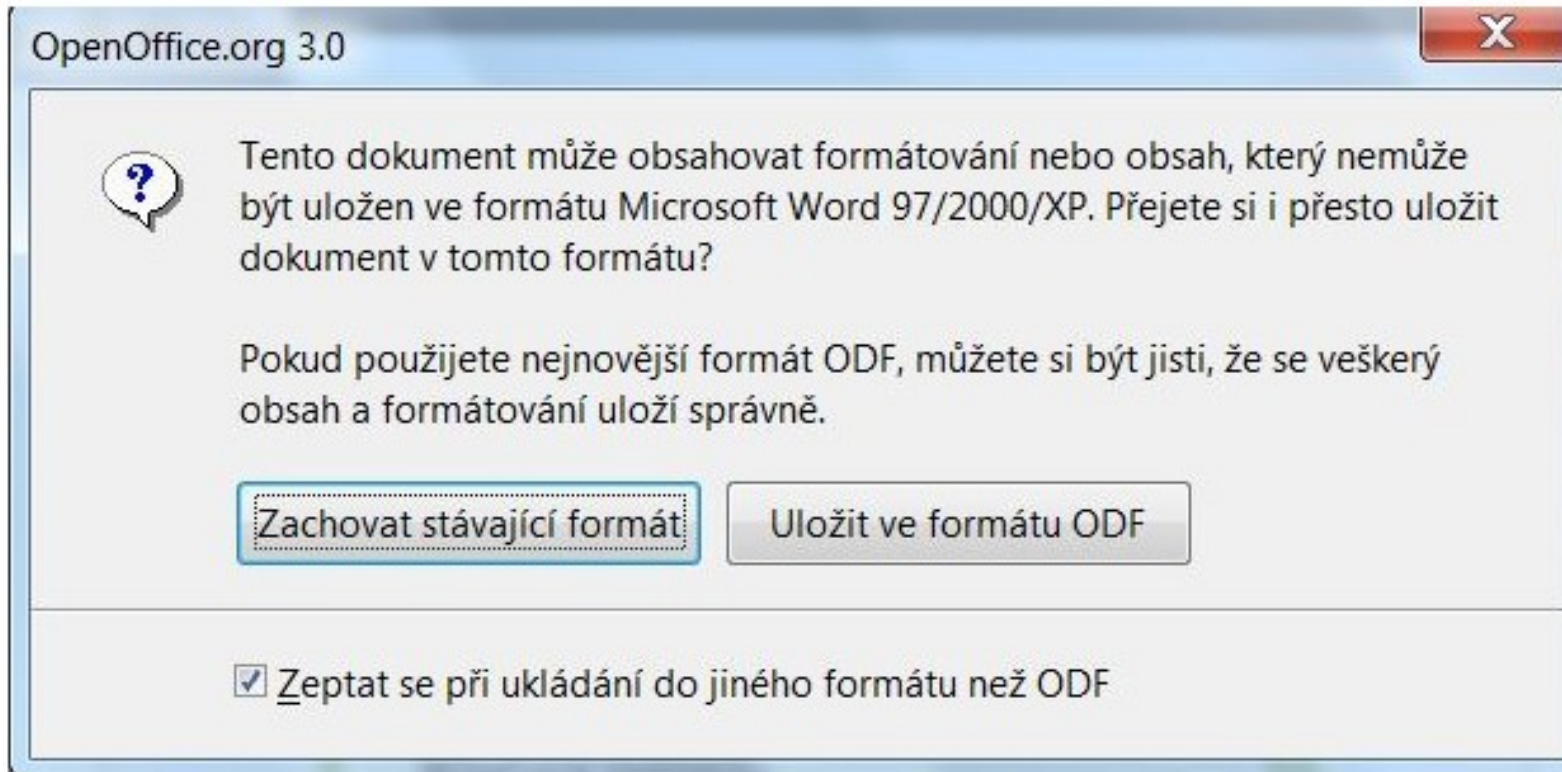 OpenOffice.org 3.0
Tento dokument může obsahovat formátování nebo obsah, který nemůže
být uložen ve formátu Microsoft Word 97/2000/XP. Přejete si i přesto uložit
dokument v tomto formátu?
Pokud použijete nejnovější formát ODF, můžete si být jisti, že se veškerý
obsah a formátování uloží správně.
Zachovat stávající formát Uložit ve formátu ODF
Zeptat se při ukládání do jiného formátu než ODF